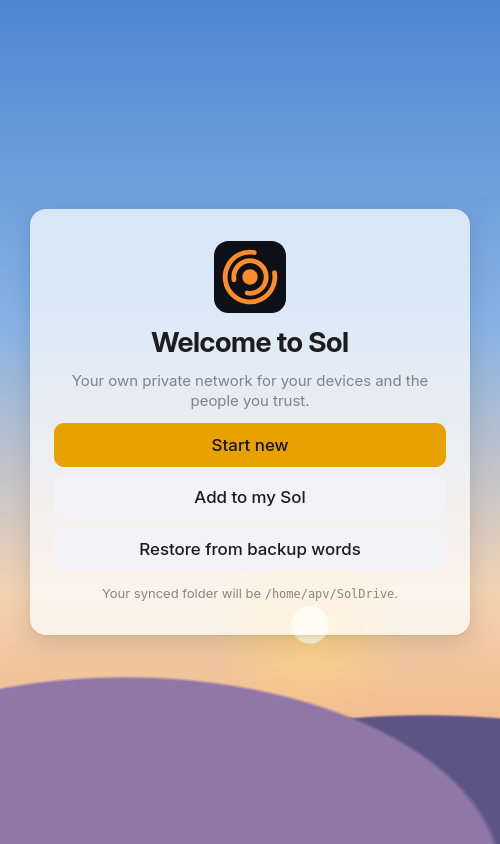 Welcome to Sol
Your own private network for your devices and the
people you trust.
Start new
Add to my Sol
Restore from backup words
Your synced folder will be /home/apv/SolDrive.